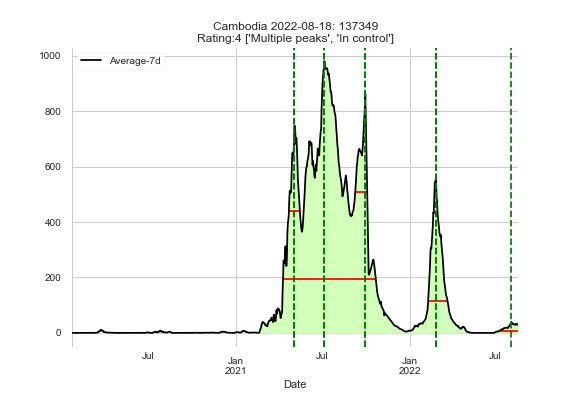 Cambodia 2022-08-18: 137349
Rating:4 ['Multiple peaks', 'In control']
Average-7d
1000
800
600
400
200
0
Jul
Jan
2021
Jul
Jan
2022
Jul
Date